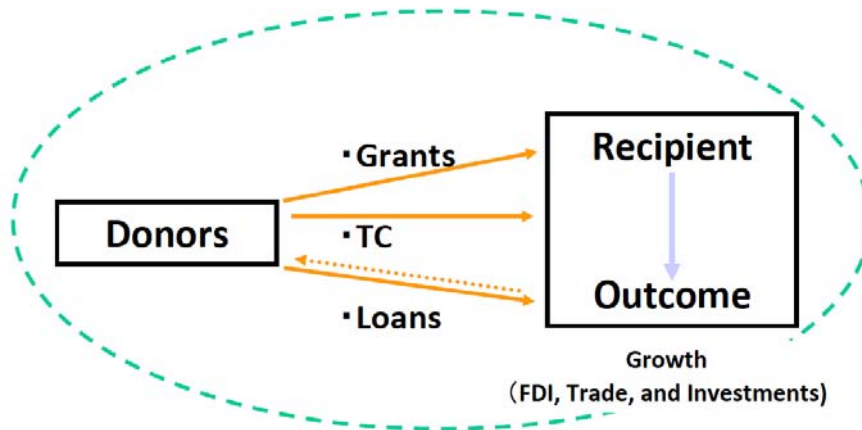 ・Grants
Recipient
Donors
・TC
Outcome
・Loans
Growth
（FDI, Trade, and Investments)